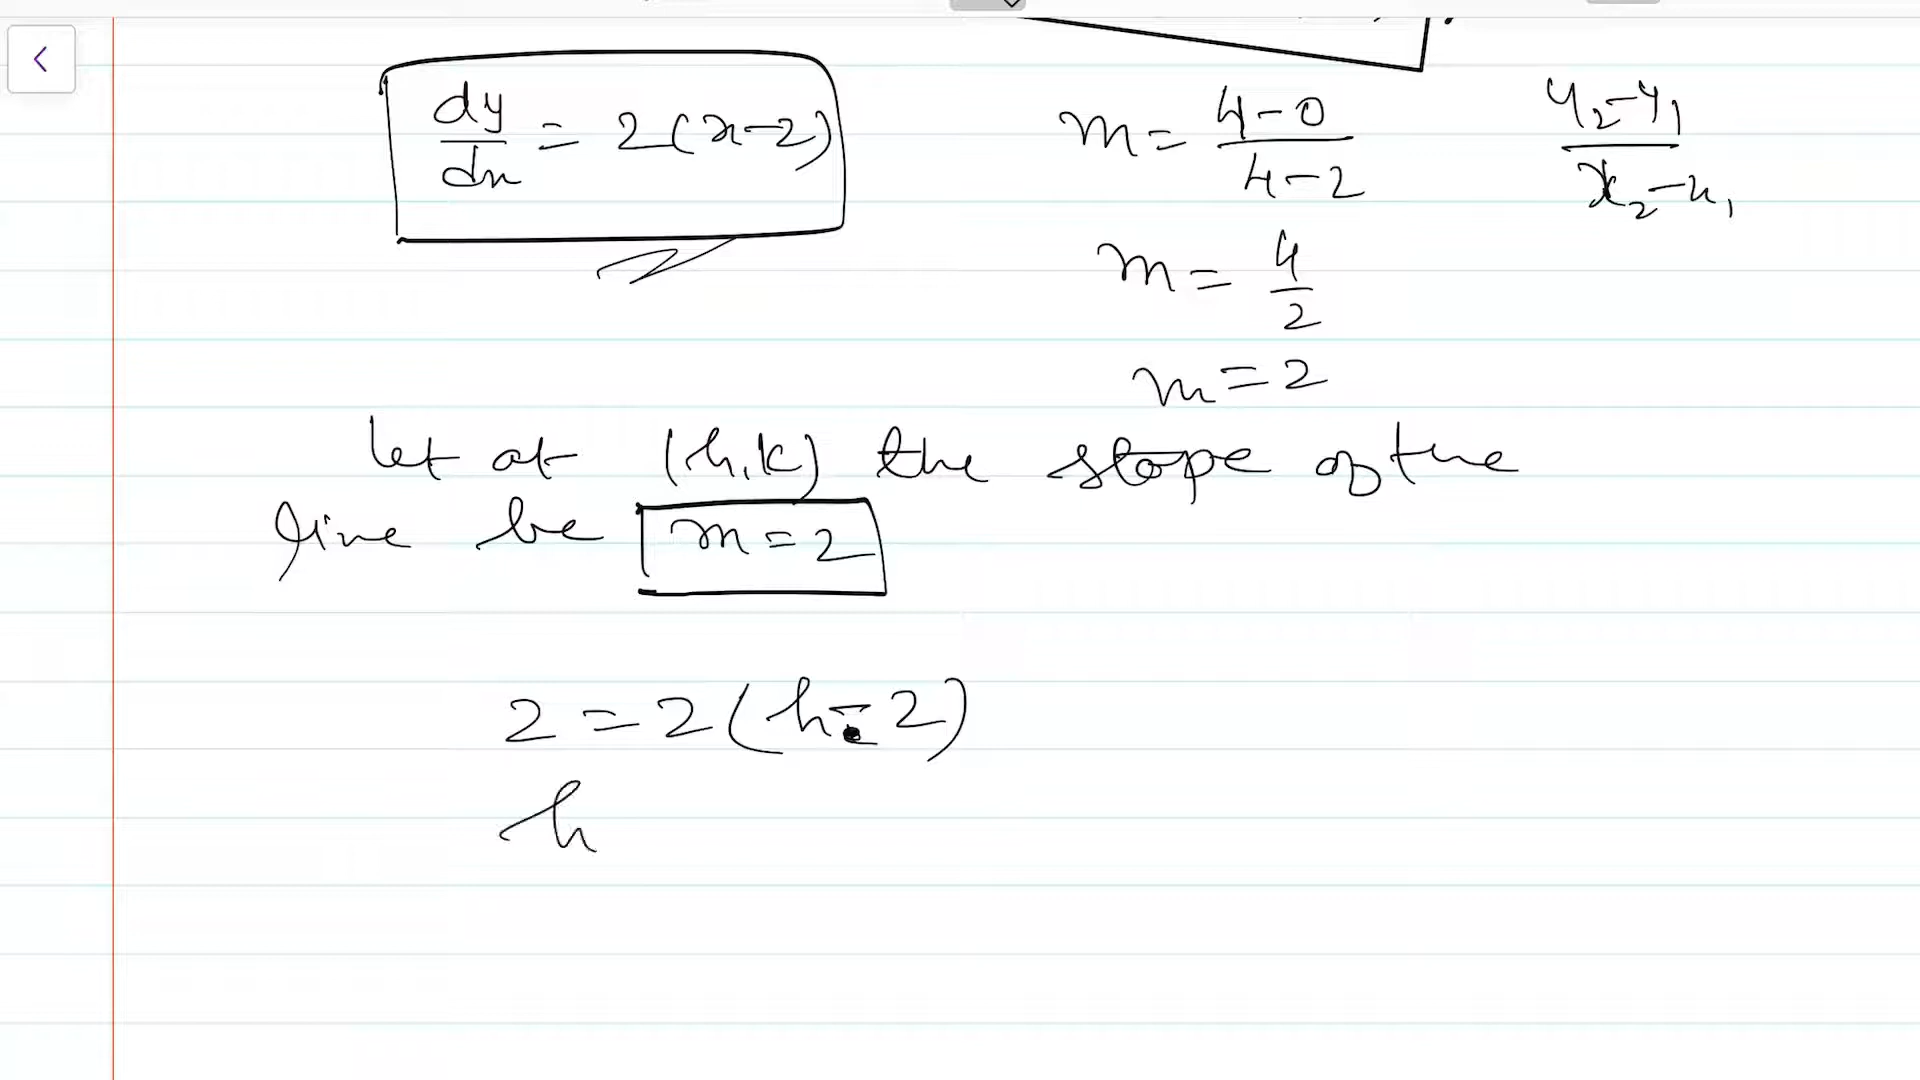 dy/dx = 2(x-2)
m = 4-0/4-2
y₂-y₁/x₂-x₁
m = 4/2
m = 2
let at (h,k) the slope of the
line be m = 2
2 = 2(h-2)
h